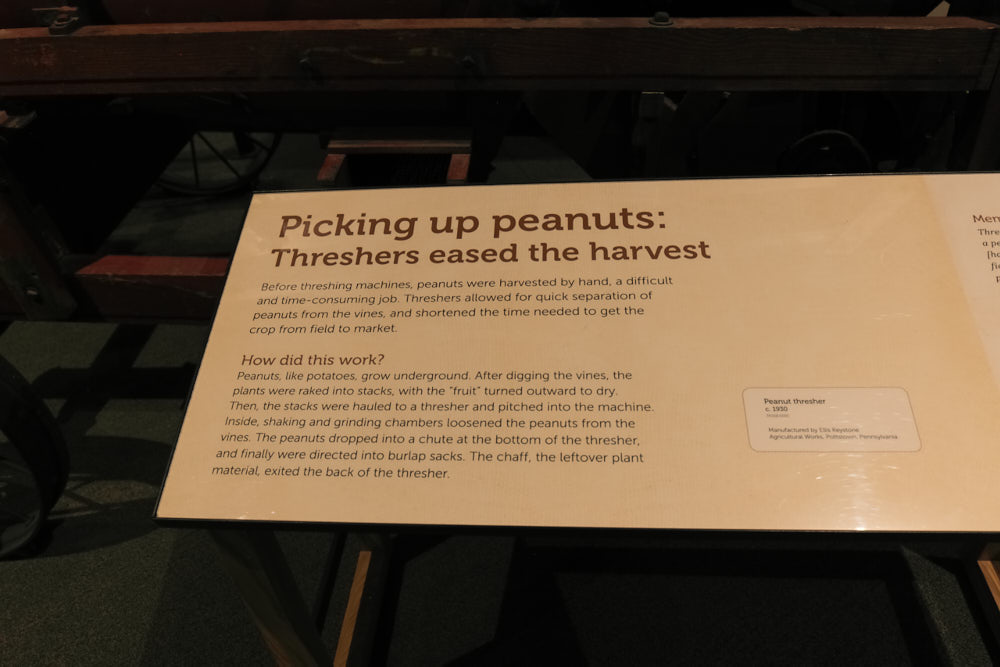 Picking up peanuts:
Threshers eased the harvest
Before threshing machines, peanuts were harvested by hand, a difficult
and time-consuming job. Threshers allowed for quick separation of
peanuts from the vines, and shortened the time needed to get the
crop from field to market.
How did this work?
Peanuts, like potatoes, grow underground. After digging the vines, the
plants were raked into stacks, with the “fruit” turned outward to dry.
Then, the stacks were hauled to a thresher and pitched into the machine.
Inside, shaking and grinding chambers loosened the peanuts from the
vines. The peanuts dropped into a chute at the bottom of the thresher,
and finally were directed into burlap sacks. The chaff, the leftover plant
material, exited the back of the thresher.
Peanut thresher
c. 1930
Manufactured by Ellis Keystone
Agricultural Works, Pottstown, Pennsylvania